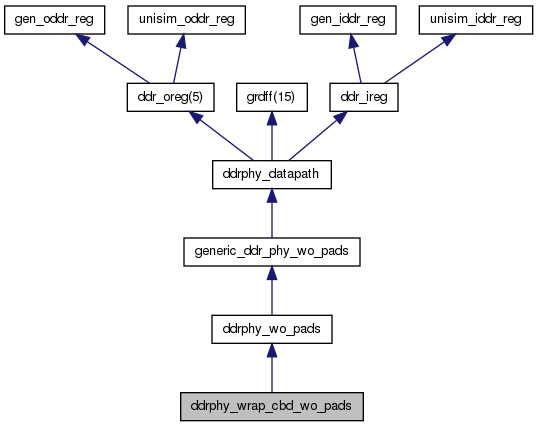 gen_oddr_reg
unisim_oddr_reg
gen_iddr_reg
unisim_iddr_reg
ddr_oreg(5)
grdff(15)
ddr_ireg
ddrphy_datapath
generic_ddr_phy_wo_pads
ddrphy_wo_pads
ddrphy_wrap_cbd_wo_pads